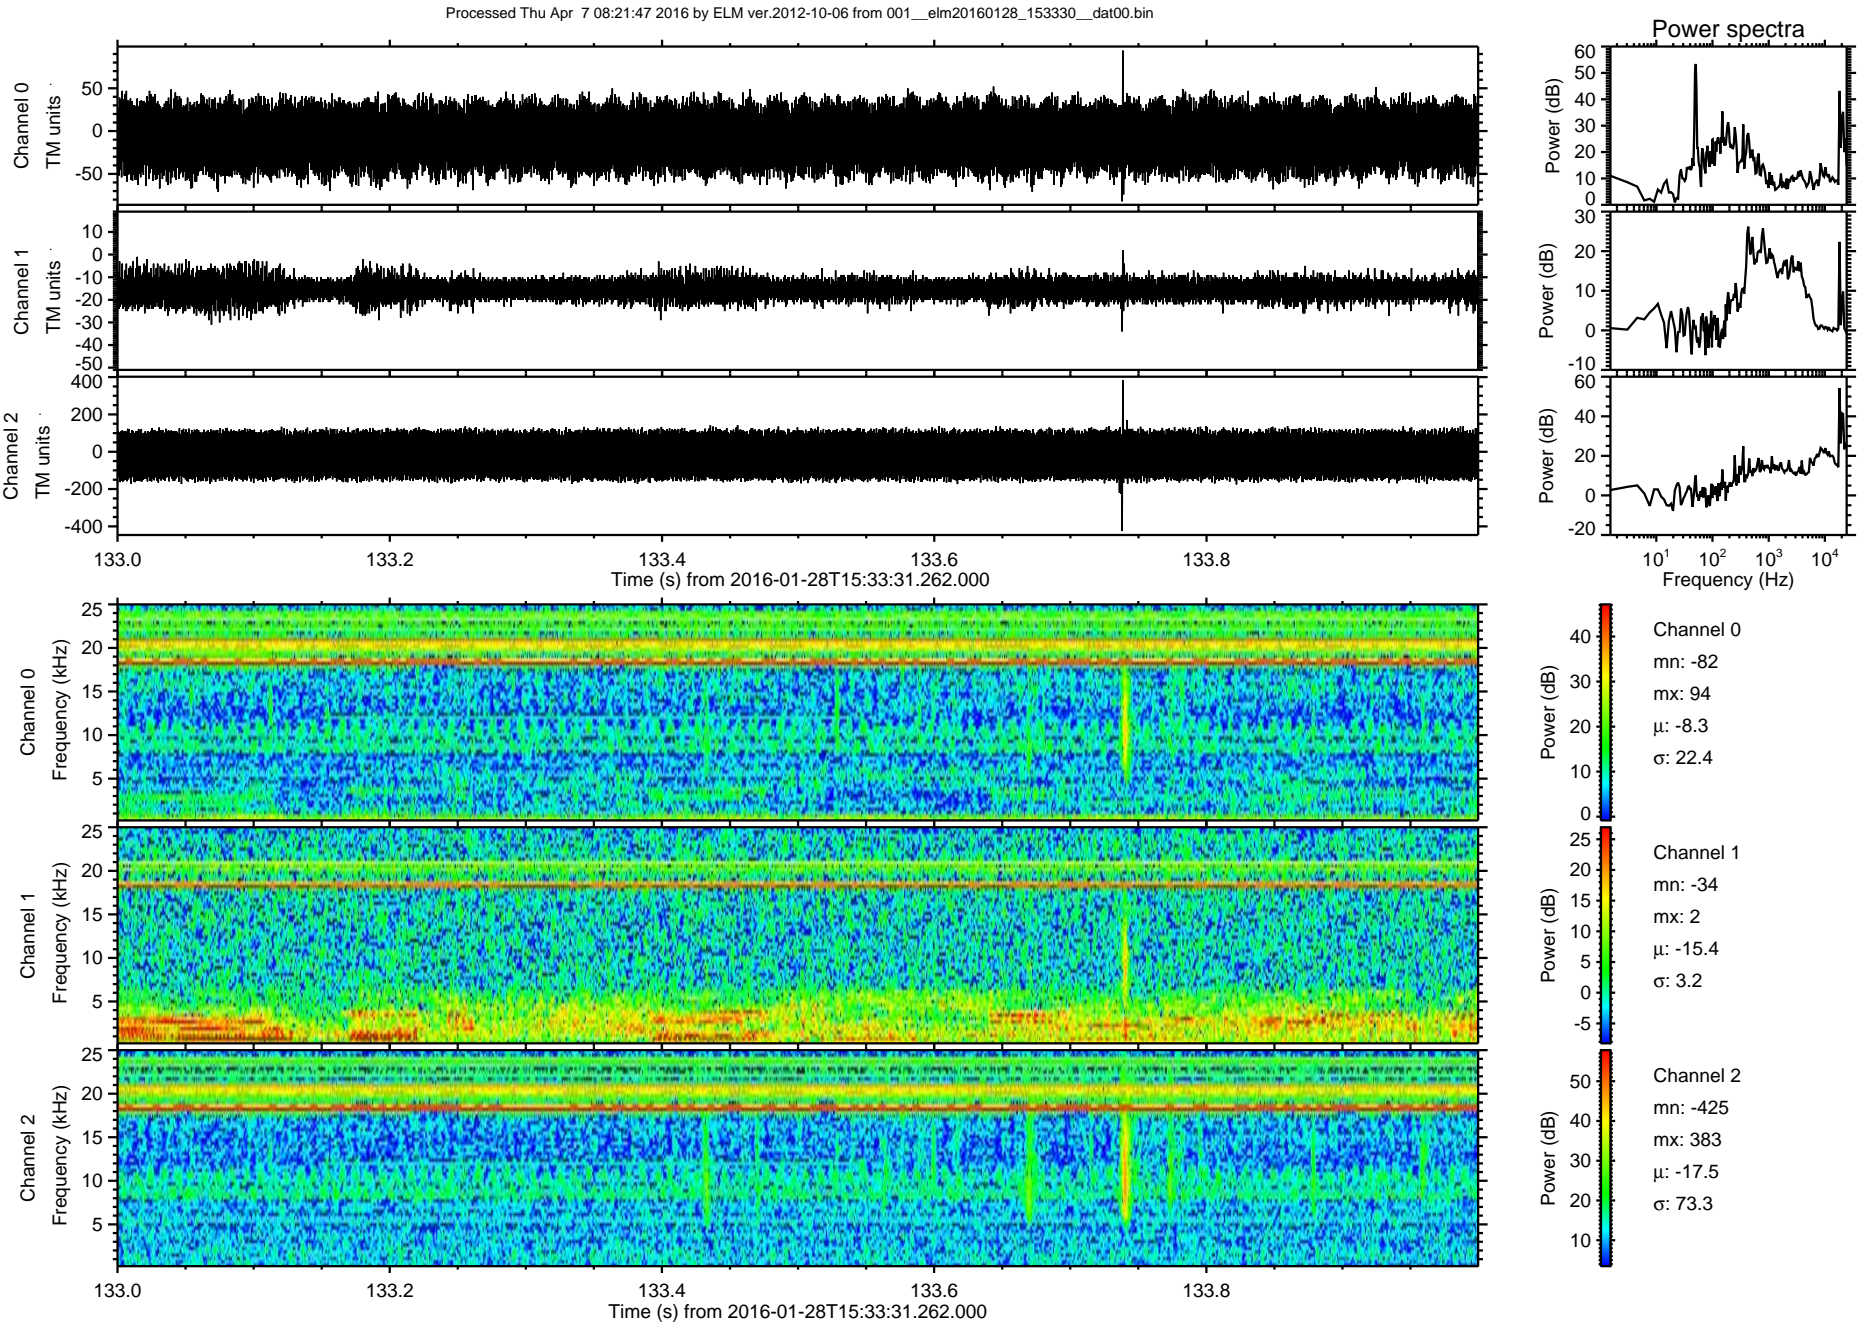 Processed Thu Apr 7 08:21:47 2016 by ELM ver.2012-10-06 from 001__elm20160128_153330__dat00.bin
Power spectra
Channel 0
TM units
50
0
-50
Power (dB)
60
50
40
30
20
10
0
Channel 1
TM units
10
0
-10
-20
-30
-40
-50
Power (dB)
30
20
10
0
-10
Channel 2
TM units
400
200
0
-200
-400
Power (dB)
60
40
20
0
-20
133.0 133.2 133.4 133.6 133.8
Time (s) from 2016-01-28T15:33:31.262.000
10¹ 10² 10³ 10⁴
Frequency (Hz)
Channel 0
Frequency (kHz)
25
20
15
10
5
Power (dB)
40
30
20
10
0
Channel 0
mn: -82
mx: 94
μ: -8.3
σ: 22.4
Channel 1
Frequency (kHz)
25
20
15
10
5
Power (dB)
25
20
15
10
5
0
-5
Channel 1
mn: -34
mx: 2
μ: -15.4
σ: 3.2
Channel 2
Frequency (kHz)
25
20
15
10
5
Power (dB)
50
40
30
20
10
Channel 2
mn: -425
mx: 383
μ: -17.5
σ: 73.3
133.0 133.2 133.4 133.6 133.8
Time (s) from 2016-01-28T15:33:31.262.000